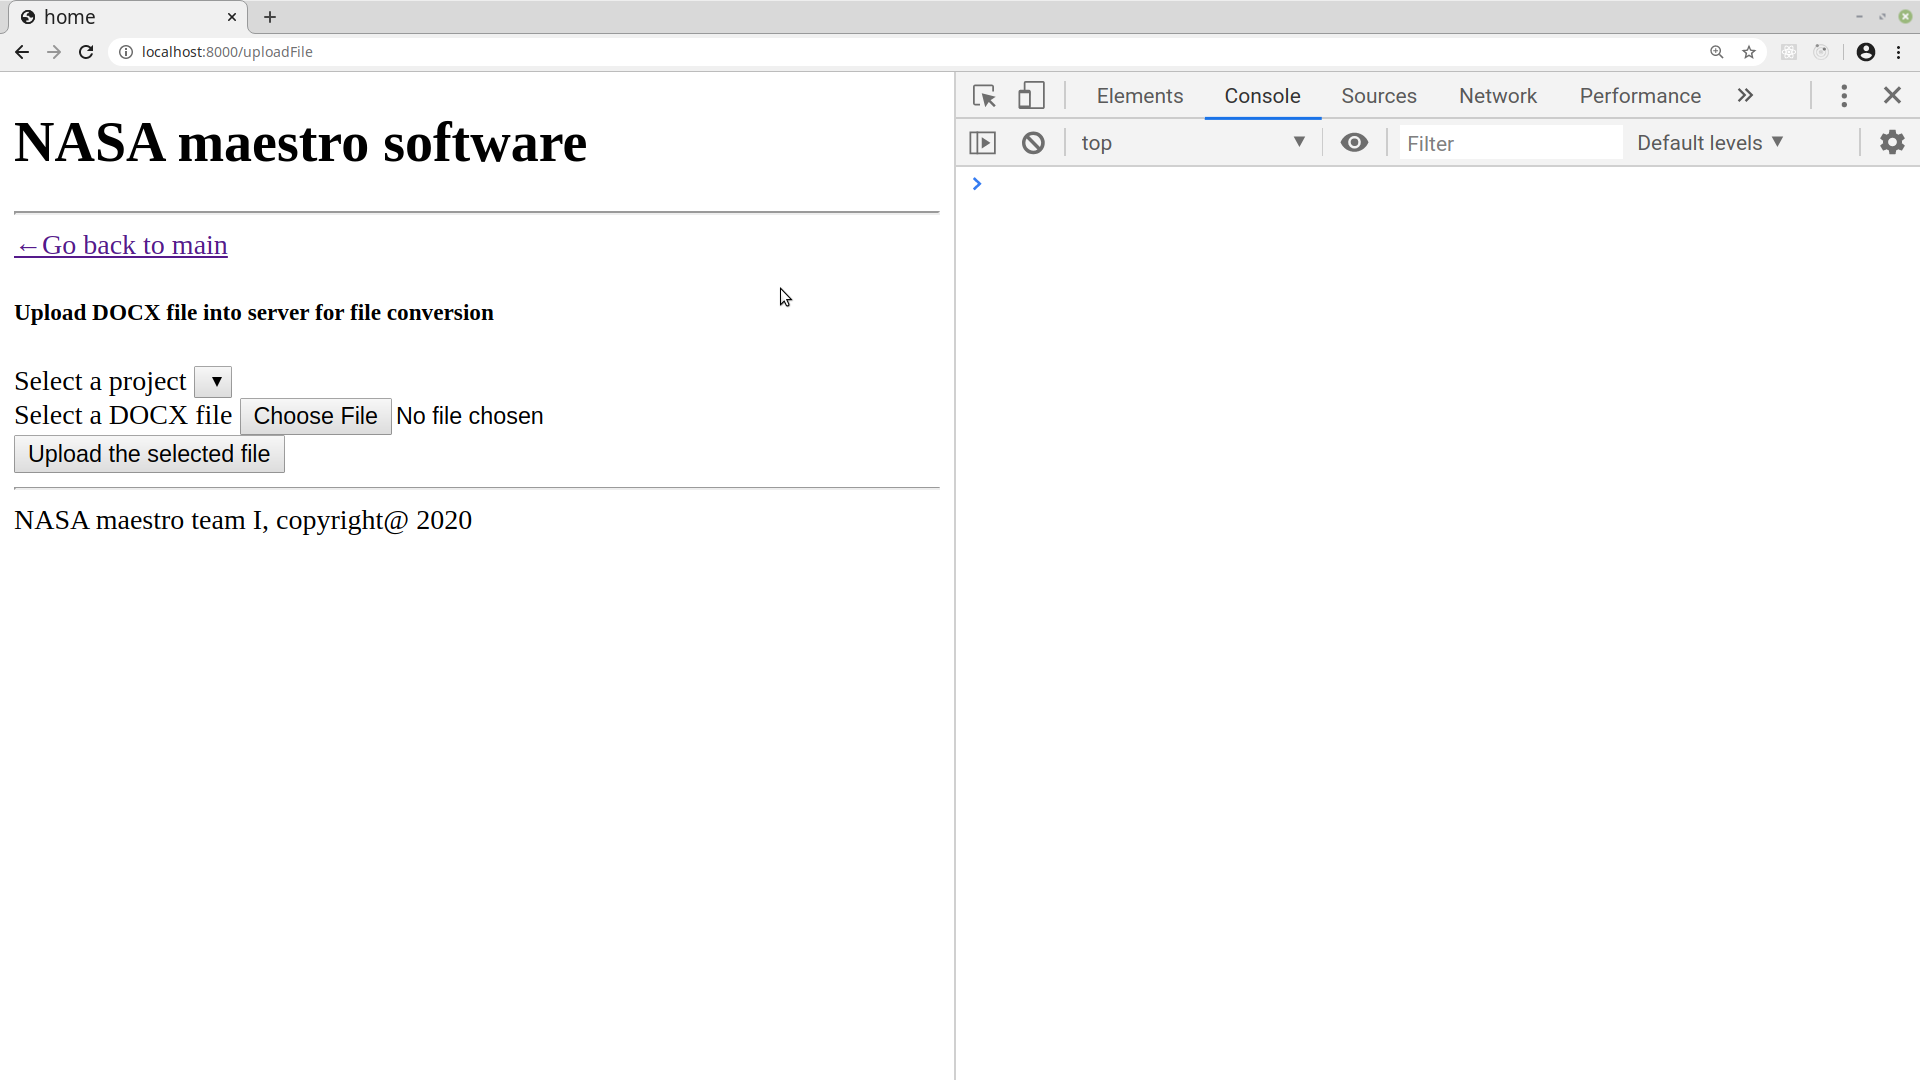 home
localhost:8000/uploadFile
NASA maestro software
←Go back to main
Upload DOCX file into server for file conversion
Select a project
Select a DOCX file Choose File No file chosen
Upload the selected file
NASA maestro team I, copyright@ 2020
Elements Console Sources Network Performance
top Filter Default levels